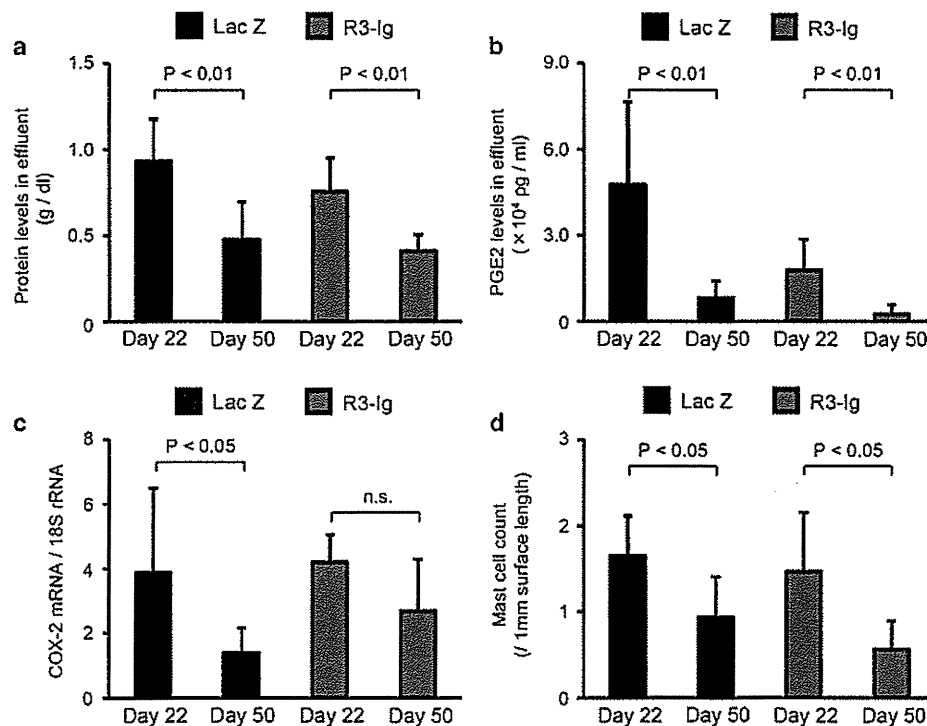 a
Lac Z R3-Ig
P < 0.01 P < 0.01
Protein levels in effluent
(g / dl)
1.5
1.0
0.5
0
Day 22 Day 50 Day 22 Day 50
b
Lac Z R3-Ig
P < 0.01 P < 0.01
PGE2 levels in effluent
(×10⁴ pg / ml)
9.0
6.0
3.0
0
Day 22 Day 50 Day 22 Day 50
c
Lac Z R3-Ig
P < 0.05 n.s.
COX-2 mRNA / 18S rRNA
8
6
4
2
0
Day 22 Day 50 Day 22 Day 50
d
Lac Z R3-Ig
P < 0.05 P < 0.05
Mast cell count
(/ 1mm surface length)
3
2
1
0
Day 22 Day 50 Day 22 Day 50